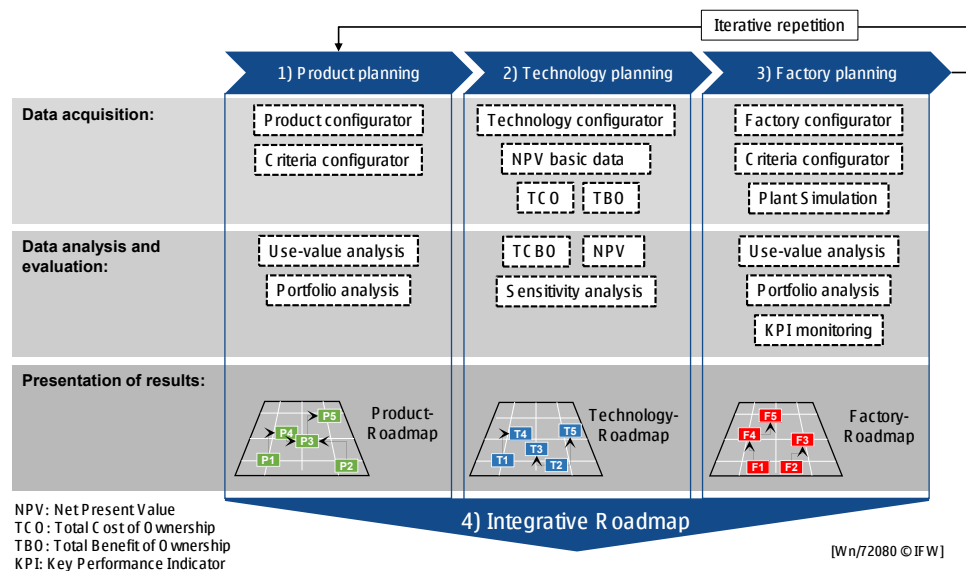 Iterative repetition
1) Product planning
2) Technology planning
3) Factory planning
Data acquisition:
Product configurator
Criteria configurator
Technology configurator
NPV basic data
TCO
TBO
Factory configurator
Criteria configurator
Plant Simulation
Data analysis and
evaluation:
Use-value analysis
Portfolio analysis
TCBO
NPV
Sensitivity analysis
Use-value analysis
Portfolio analysis
KPI monitoring
Presentation of results:
P5
P4
P3
P1
P2
Product-
Roadmap
T4
T5
T3
T1
T2
Technology-
Roadmap
F5
F4
F3
F1
F2
Factory-
Roadmap
4) Integrative Roadmap
NPV: Net Present Value
TCO: Total Cost of Ownership
TBO: Total Benefit of Ownership
KPI: Key Performance Indicator
[Wn/72080 © IFW]